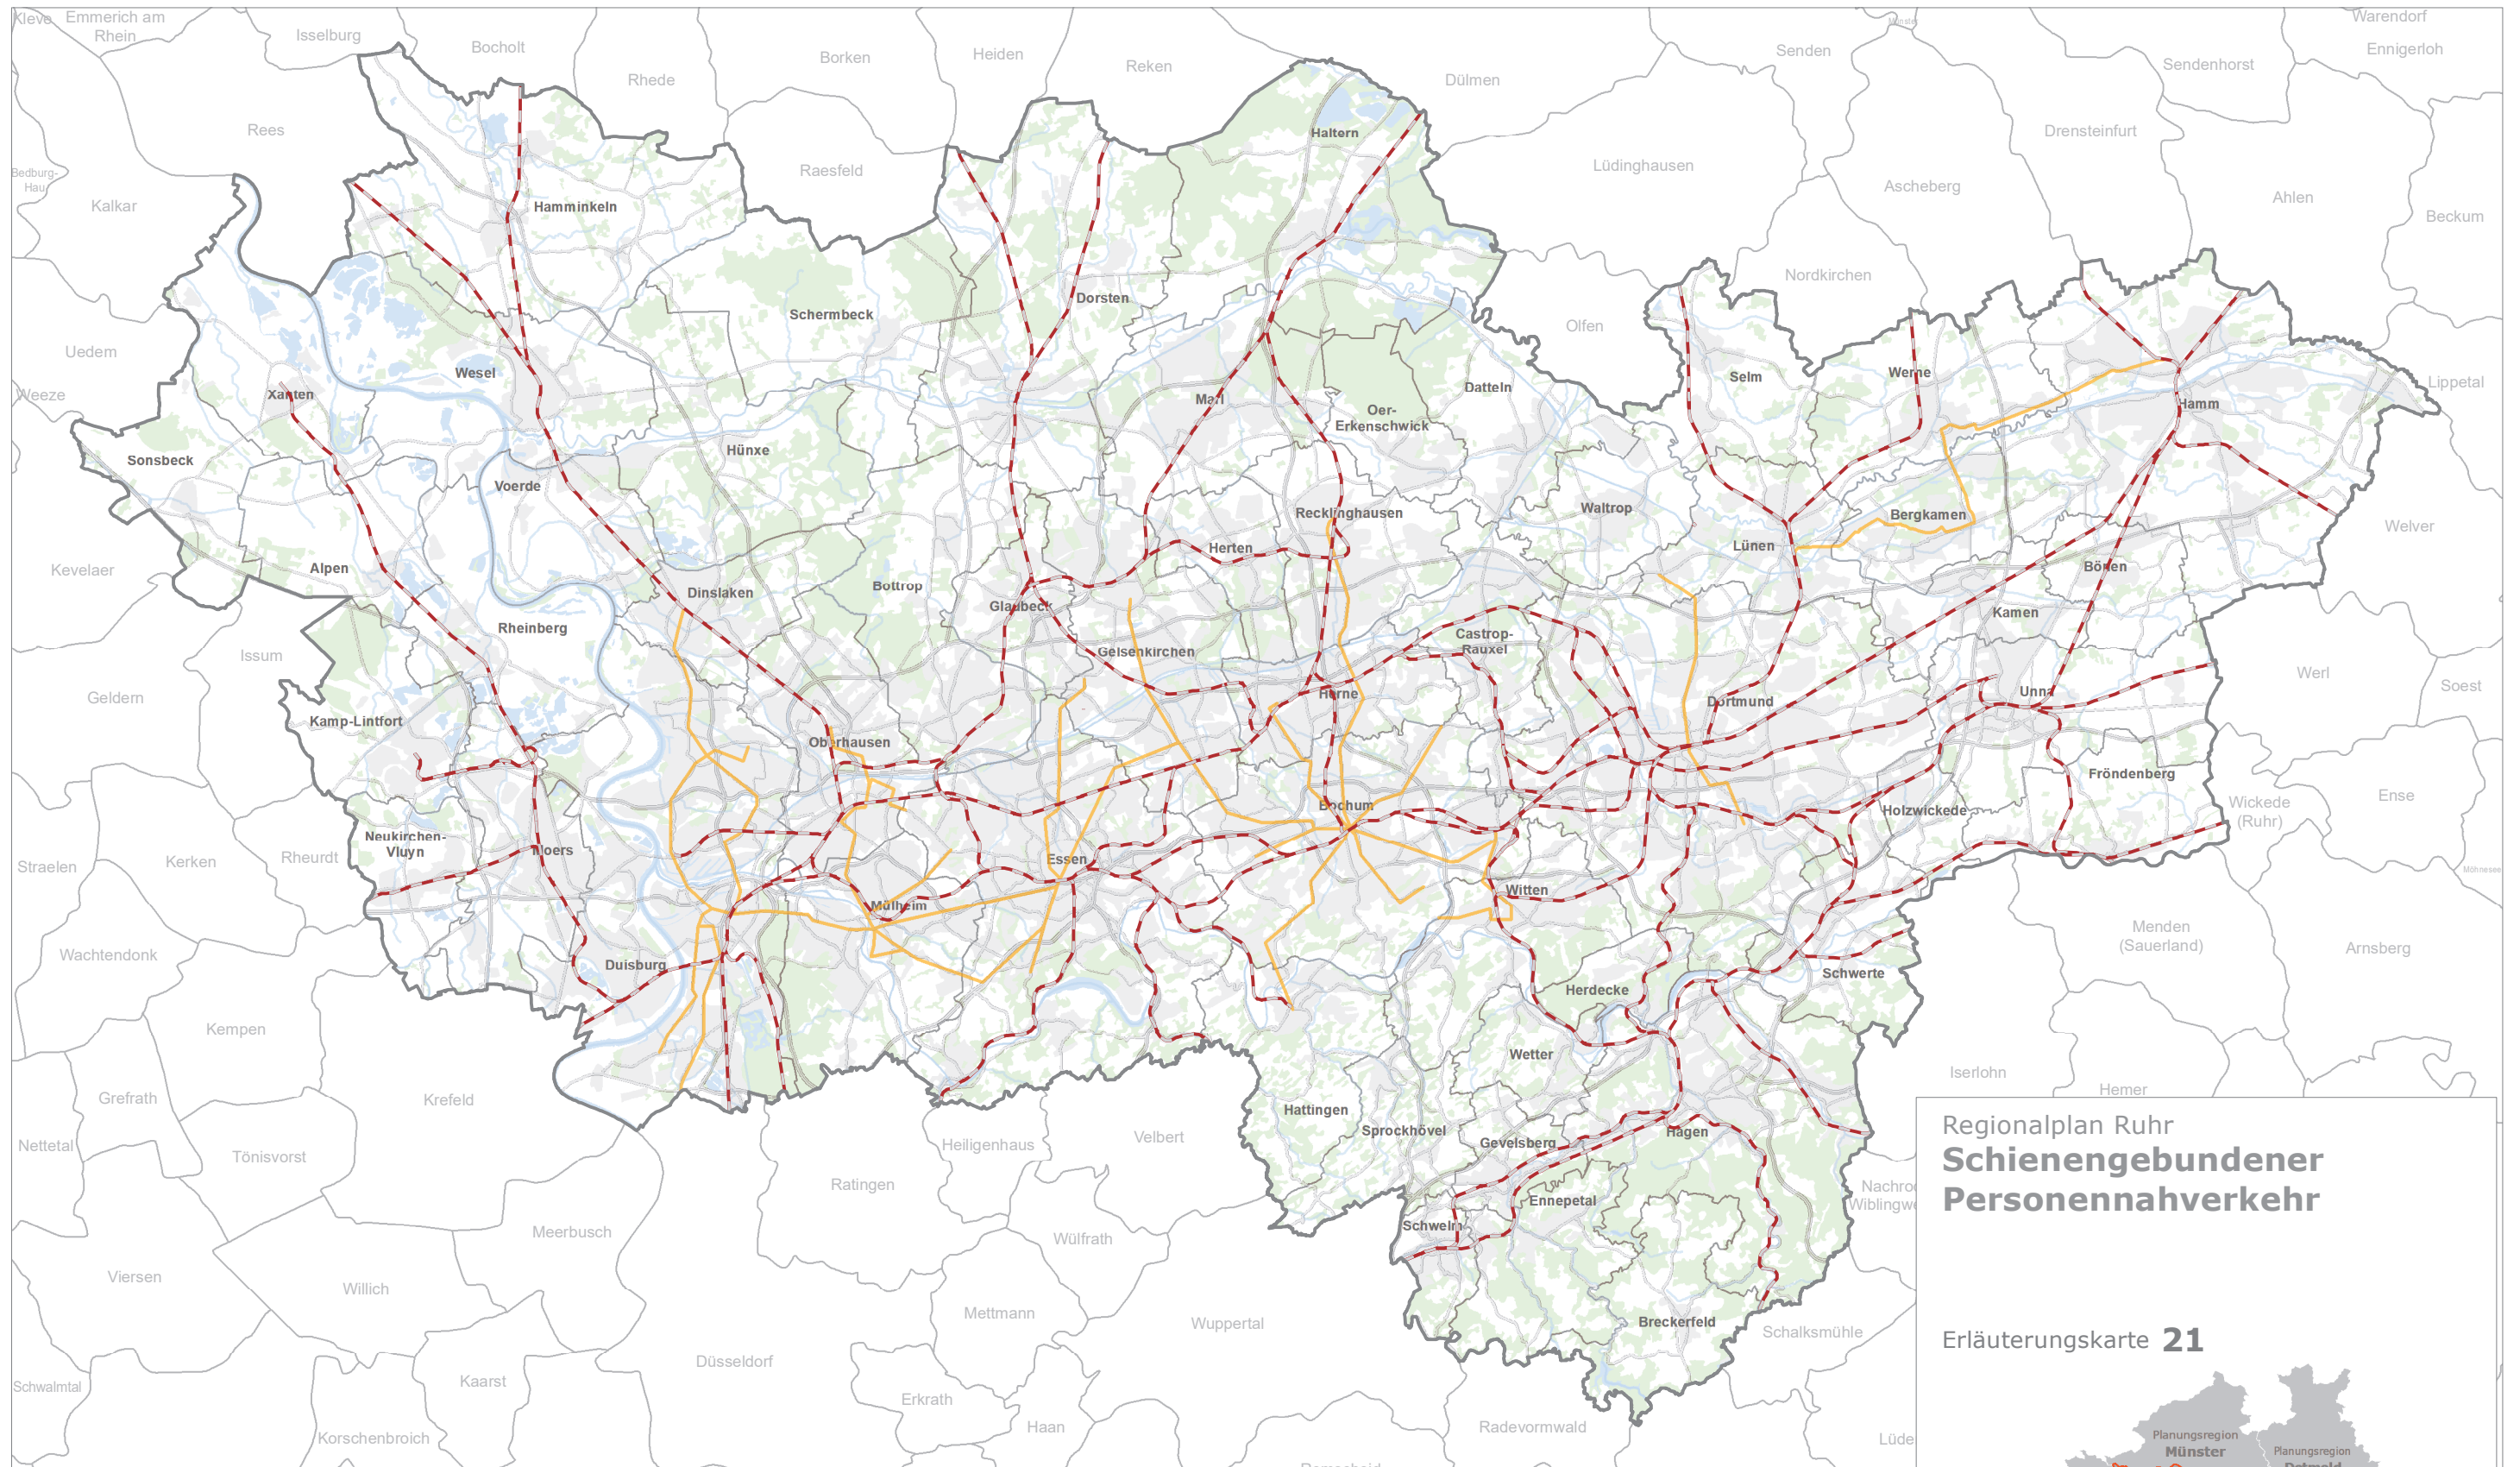 Kleve
Emmerich am
Rhein
Isselburg
Bocholt
Rhede
Borken
Heiden
Reken
Dülmen
Münster
Senden
Sendenhorst
Warendorf
Ennigerloh
Rees
Raesfeld
Haltern
Lüdinghausen
Drensteinfurt
Bedburg-
Hau
Kalkar
Hamminkeln
Ascheberg
Ahlen
Beckum
Nordkirchen
Dorsten
Schermbeck
Olfen
Uedem
Wesel
Selm
Werne
Lippetal
Weeze
Xanten
Marl
Datteln
Oer-
Erkenschwick
Hamm
Sonsbeck
Hünxe
Voerde
Waltrop
Recklinghausen
Bergkamen
Welver
Herten
Lünen
Kevelaer
Alpen
Bönen
Dinslaken
Bottrop
Gladbeck
Kamen
Rheinberg
Castrop-
Rauxel
Issum
Gelsenkirchen
Werl
Soest
Geldern
Herne
Unna
Dortmund
Kamp-Lintfort
Oberhausen
Fröndenberg
Ense
Bochum
Holzwickede
Wickede
(Ruhr)
Neukirchen-
Vluyn
Moers
Rheurdt
Kerken
Straelen
Essen
Möhnesee
Witten
Mülheim
Menden
(Sauerland)
Arnsberg
Wachtendonk
Duisburg
Schwerte
Herdecke
Kempen
Wetter
Iserlohn
Hemer
Grefrath
Krefeld
Hattingen
Sprockhövel
Gevelsberg
Hagen
Nettetal
Tönisvorst
Heiligenhaus
Velbert
Ratingen
Ennepetal
Schwelm
Meerbusch
Wülfrath
Viersen
Willich
Mettmann
Wuppertal
Breckerfeld
Schalksmühle
Düsseldorf
Kaarst
Schwalmtal
Erkrath
Haan
Radevormwald
Korschenbroich
Regionalplan Ruhr
Schienengebundener
Personennahverkehr
Erläuterungskarte 21
Planungsregion
Münster
Planungsregion